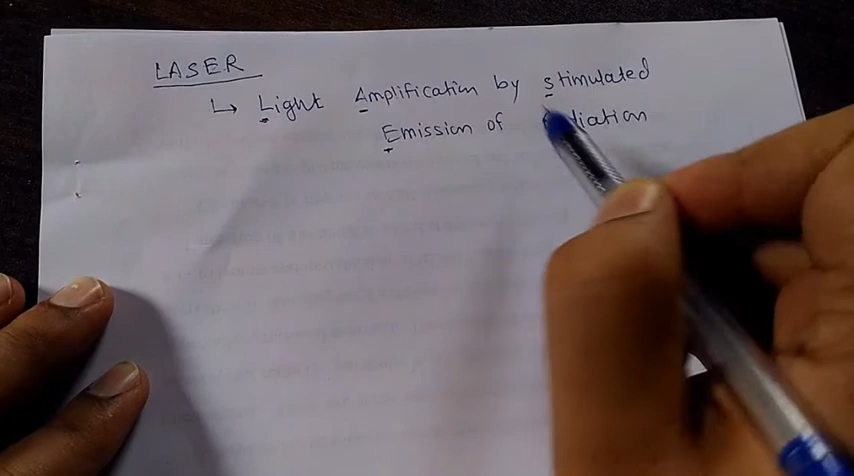 LASER
↳ Light Amplification by Stimulated
Emission of